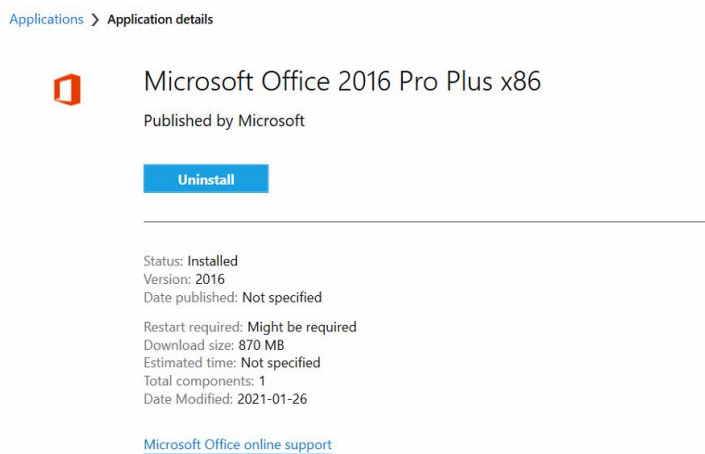 Applications ❯ Application details
Microsoft Office 2016 Pro Plus x86
Published by Microsoft
Uninstall
Status: Installed
Version: 2016
Date published: Not specified
Restart required: Might be required
Download size: 870 MB
Estimated time: Not specified
Total components: 1
Date Modified: 2021-01-26
Microsoft Office online support